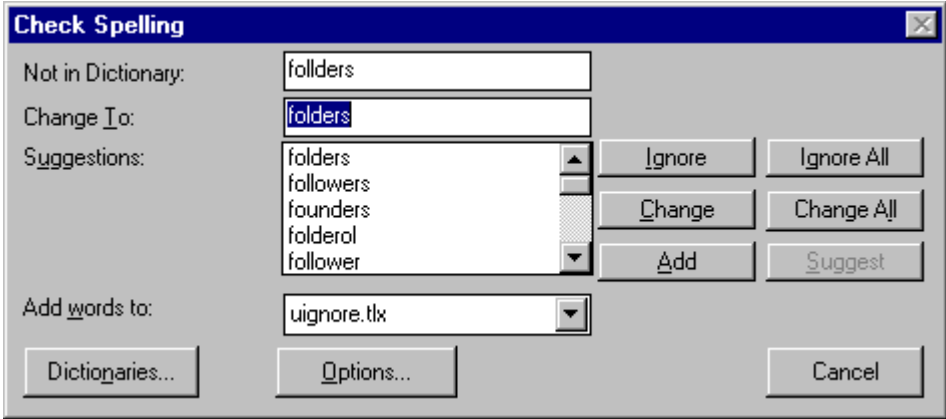 Check Spelling
Not in Dictionary: follders
Change To: folders
Suggestions: folders Ignore Ignore All
followers
founders Change Change All
folderol
follower Add Suggest
Add words to: uignore.tlx
Dictionaries... Options... Cancel